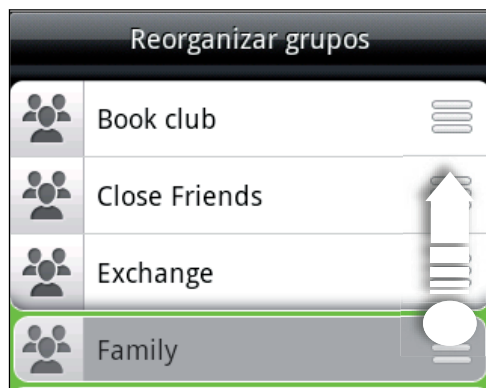 Reorganizar grupos
Book club
Close Friends
Exchange
Family